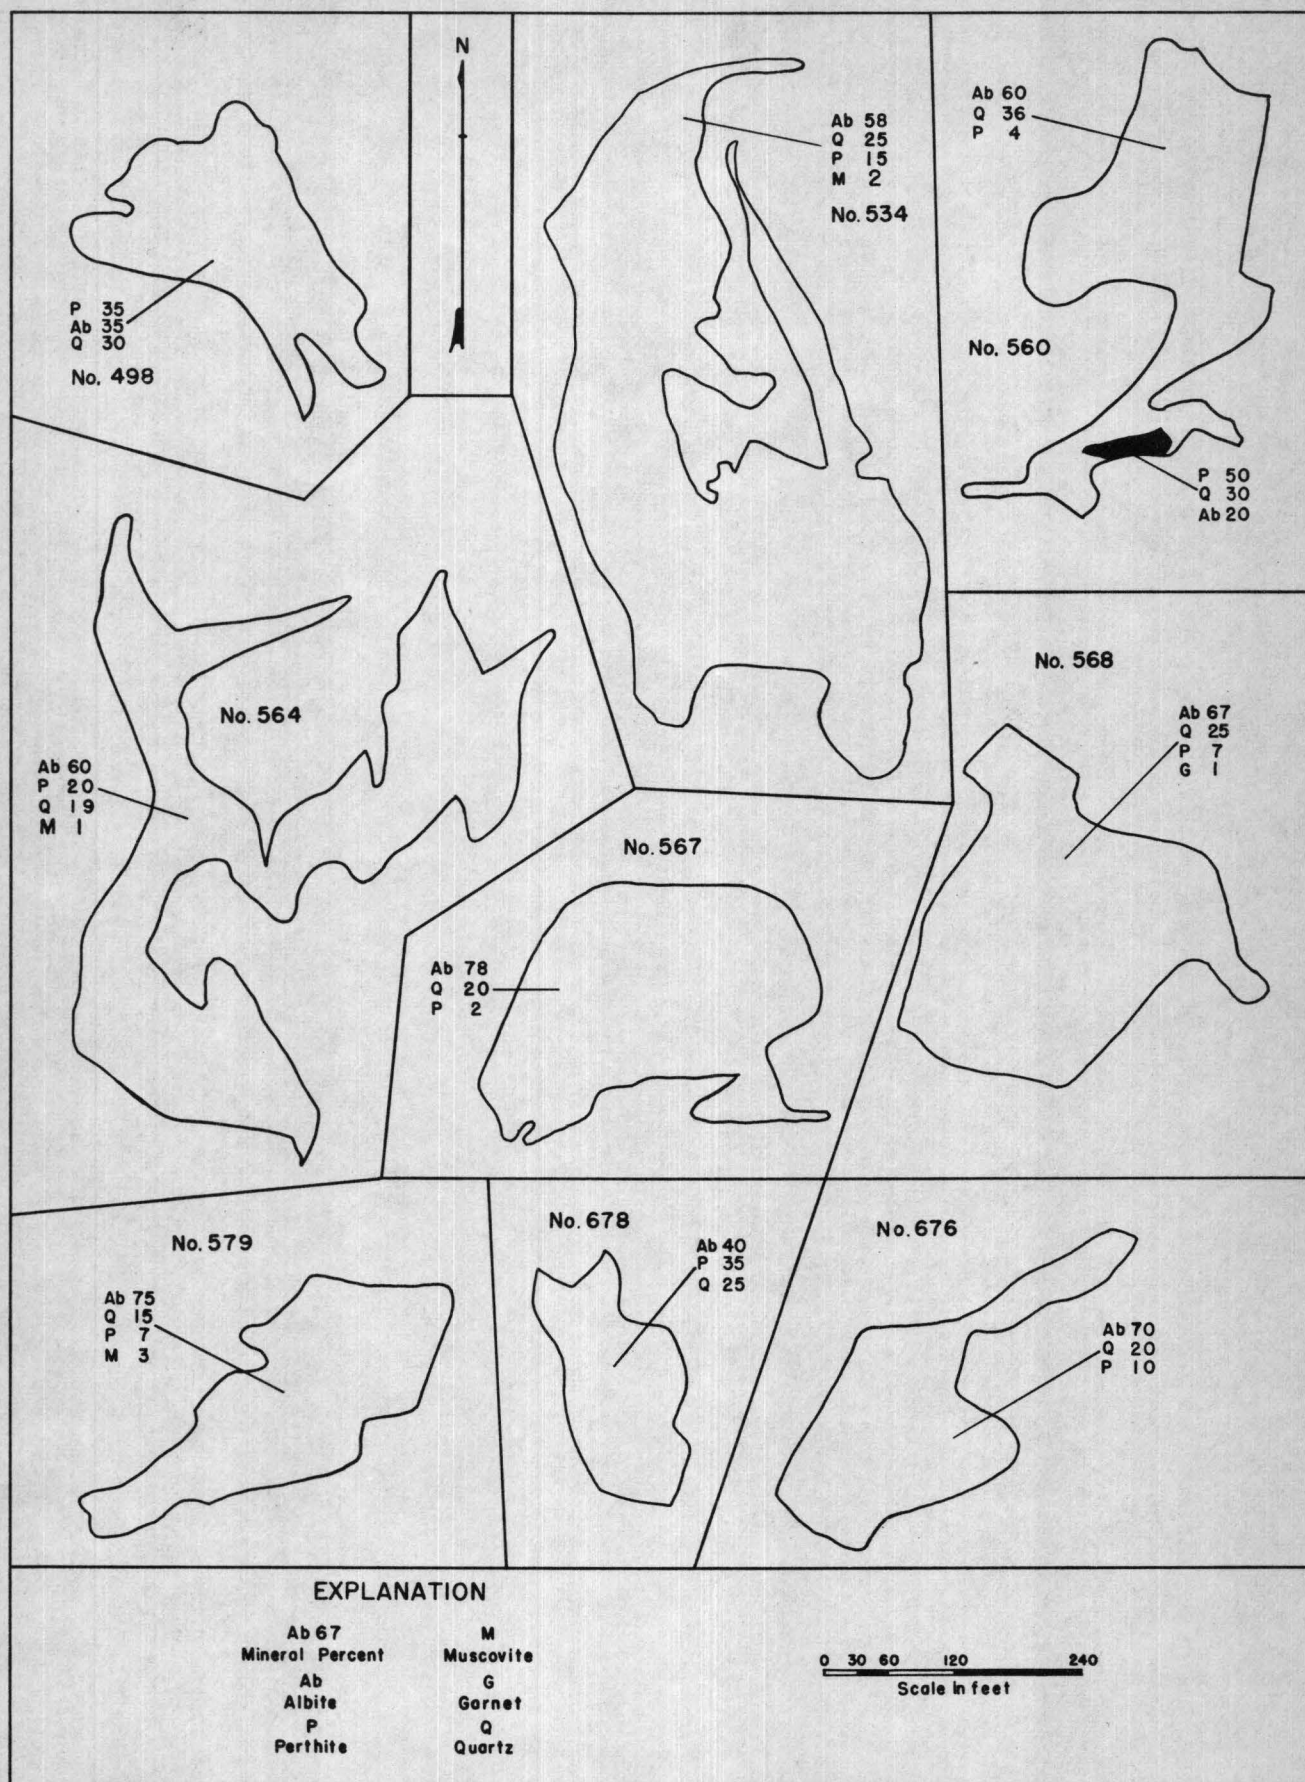 N
P 35
Ab 35
Q 30
No. 498
Ab 58
Q 25
P 15
M 2
No. 534
Ab 60
Q 36
P 4
No. 560
P 50
Q 30
Ab 20
No. 564
Ab 60
P 20
Q 19
M 1
No. 568
Ab 67
Q 25
P 7
G 1
No. 567
Ab 78
Q 20
P 2
No. 579
Ab 75
Q 15
P 7
M 3
No. 678
Ab 40
P 35
Q 25
No. 676
Ab 70
Q 20
P 10
EXPLANATION
Ab 67
Mineral Percent
Ab
Albite
P
Perthite
M
Muscovite
G
Garnet
Q
Quartz
0 30 60 120 240
Scale in feet